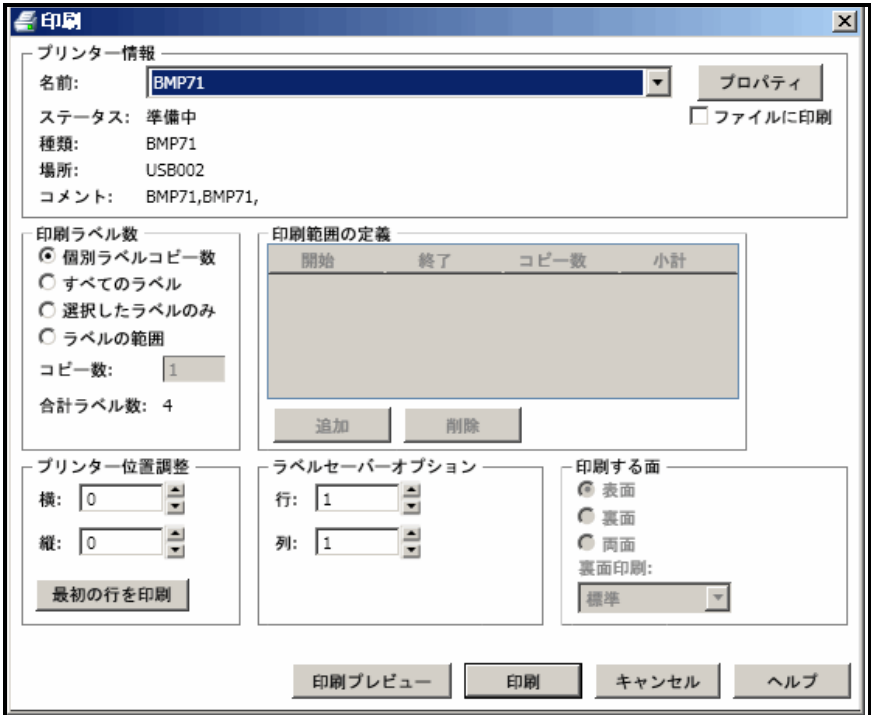 印刷
プリンター情報
名前: BMP71 プロパティ
ステータス: 準備中 ファイルに印刷
種類: BMP71
場所: USB002
コメント: BMP71,BMP71,
印刷ラベル数
個別ラベルコピー数
すべてのラベル
選択したラベルのみ
ラベルの範囲
コピー数: 1
合計ラベル数: 4
印刷範囲の定義
開始 終了 コピー数 小計
追加 削除
プリンター位置調整
横: 0
縦: 0
最初の行を印刷
ラベルセーバーオプション
行: 1
列: 1
印刷する面
表面
裏面
両面
裏面印刷:
標準
印刷プレビュー 印刷 キャンセル ヘルプ